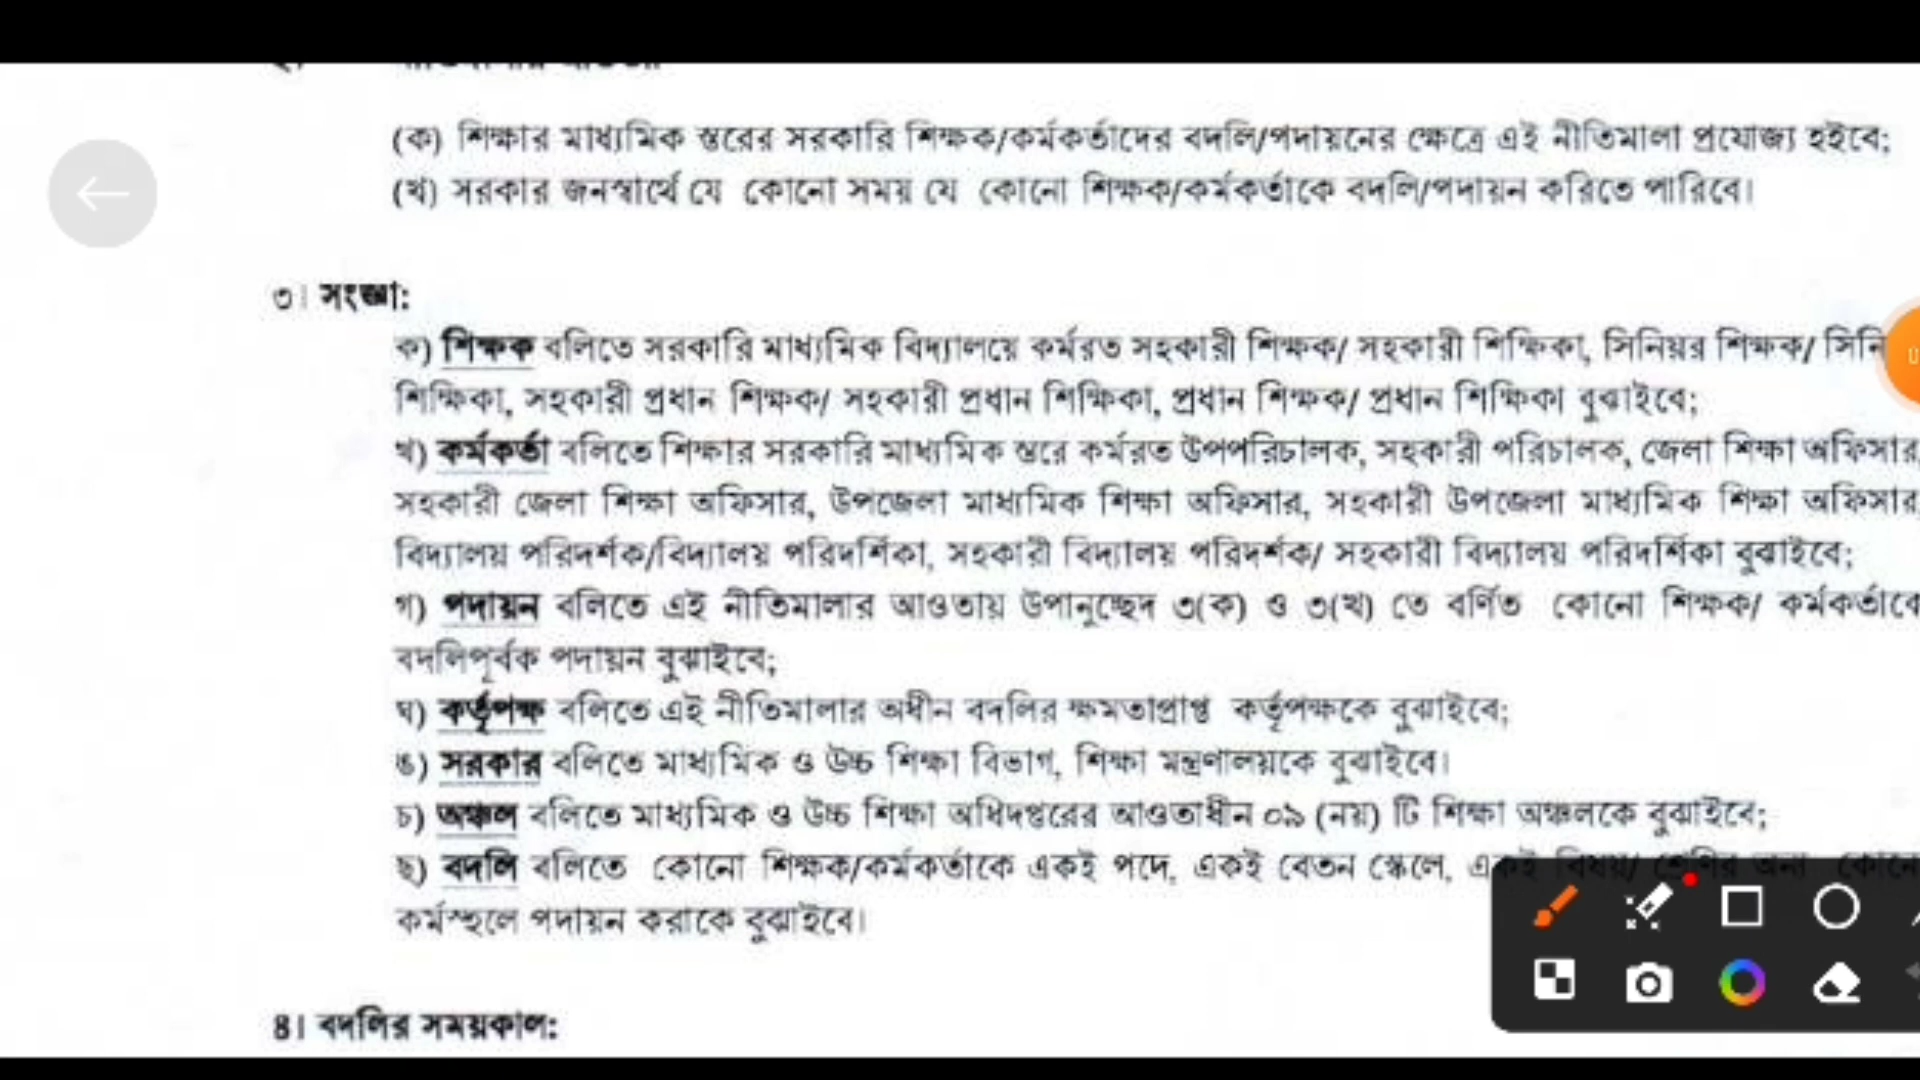 (ক) শিক্ষার মাধ্যমিক স্তরের সরকারি শিক্ষক/কর্মকর্তাদের বদলি/পদায়নের ক্ষেত্রে এই নীতিমালা প্রযোজ্য হইবে;
(খ) সরকার জনস্বার্থে যে কোনো সময় যে কোনো শিক্ষক/কর্মকর্তাকে বদলি/পদায়ন করিতে পারিবে।
৩। সংজ্ঞা:
ক) শিক্ষক বলিতে সরকারি মাধ্যমিক বিদ্যালয়ে কর্মরত সহকারী শিক্ষক/ সহকারী শিক্ষিকা, সিনিয়র শিক্ষক/ সিনি
শিক্ষিকা, সহকারী প্রধান শিক্ষক/ সহকারী প্রধান শিক্ষিকা, প্রধান শিক্ষক/ প্রধান শিক্ষিকা বুঝাইবে;
খ) কর্মকর্তা বলিতে শিক্ষার সরকারি মাধ্যমিক স্তরে কর্মরত উপপরিচালক, সহকারী পরিচালক, জেলা শিক্ষা অফিসার,
সহকারী জেলা শিক্ষা অফিসার, উপজেলা মাধ্যমিক শিক্ষা অফিসার, সহকারী উপজেলা মাধ্যমিক শিক্ষা অফিসার,
বিদ্যালয় পরিদর্শক/বিদ্যালয় পরিদর্শিকা, সহকারী বিদ্যালয় পরিদর্শক/ সহকারী বিদ্যালয় পরিদর্শিকা বুঝাইবে;
গ) পদায়ন বলিতে এই নীতিমালার আওতায় উপানুচ্ছেদ ৩(ক) ও ৩(খ) তে বর্ণিত কোনো শিক্ষক/ কর্মকর্তাকে
বদলিপূর্বক পদায়ন বুঝাইবে;
ঘ) কর্তৃপক্ষ বলিতে এই নীতিমালার অধীন বদলির ক্ষমতাপ্রাপ্ত কর্তৃপক্ষকে বুঝাইবে;
ঙ) সরকার বলিতে মাধ্যমিক ও উচ্চ শিক্ষা বিভাগ, শিক্ষা মন্ত্রণালয়কে বুঝাইবে।
চ) অঞ্চল বলিতে মাধ্যমিক ও উচ্চ শিক্ষা অধিদপ্তরের আওতাধীন ০৯ (নয়) টি শিক্ষা অঞ্চলকে বুঝাইবে;
ছ) বদলি বলিতে কোনো শিক্ষক/কর্মকর্তাকে একই পদে, একই বেতন স্কেলে, একই বিষয়/ শ্রেণির অন্য কোনো
কর্মস্থলে পদায়ন করাকে বুঝাইবে।
৪। বদলির সময়কাল: